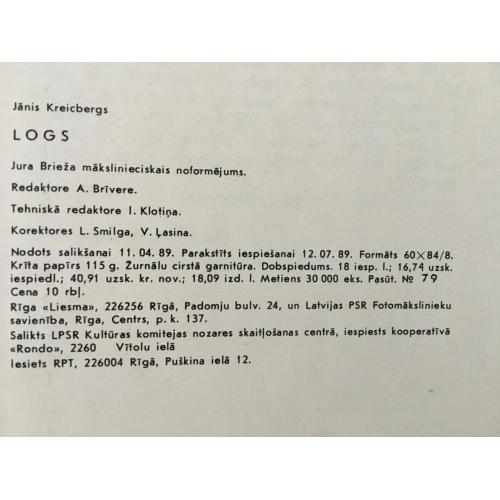 Jānis Kreicbergs
LOGS
Jura Brieža mākslinieciskais noformējums.
Redaktore A. Brīvere.
Tehniskā redaktore I. Klotiņa.
Korektores L. Smilga, V. Ļasina.
Nodots salikšanai 11. 04. 89. Parakstīts iespiešanai 12. 07. 89. Formāts 60×84/8.
Krīta papīrs 115 g. Žurnālu cirstā garnitūra. Dobspiedums. 18 iesp. l.; 16,74 uzsk.
iespiedl.; 40,91 uzsk. kr. nov.; 18,09 izd. l. Metiens 30 000 eks. Pasūt. № 79
Cena 10 rbļ.
Rīga «Liesma», 226256 Rīgā, Padomju bulv. 24, un Latvijas PSR Fotomākslinieku
savienība, Rīga, Centrs, p. k. 137.
Salikts LPSR Kultūras komitejas nozares skaitļošanas centrā, iespiests kooperatīvā
«Rondo», 2260 Vītolu ielā
Iesiets RPT, 226004 Rīgā, Puškina ielā 12.